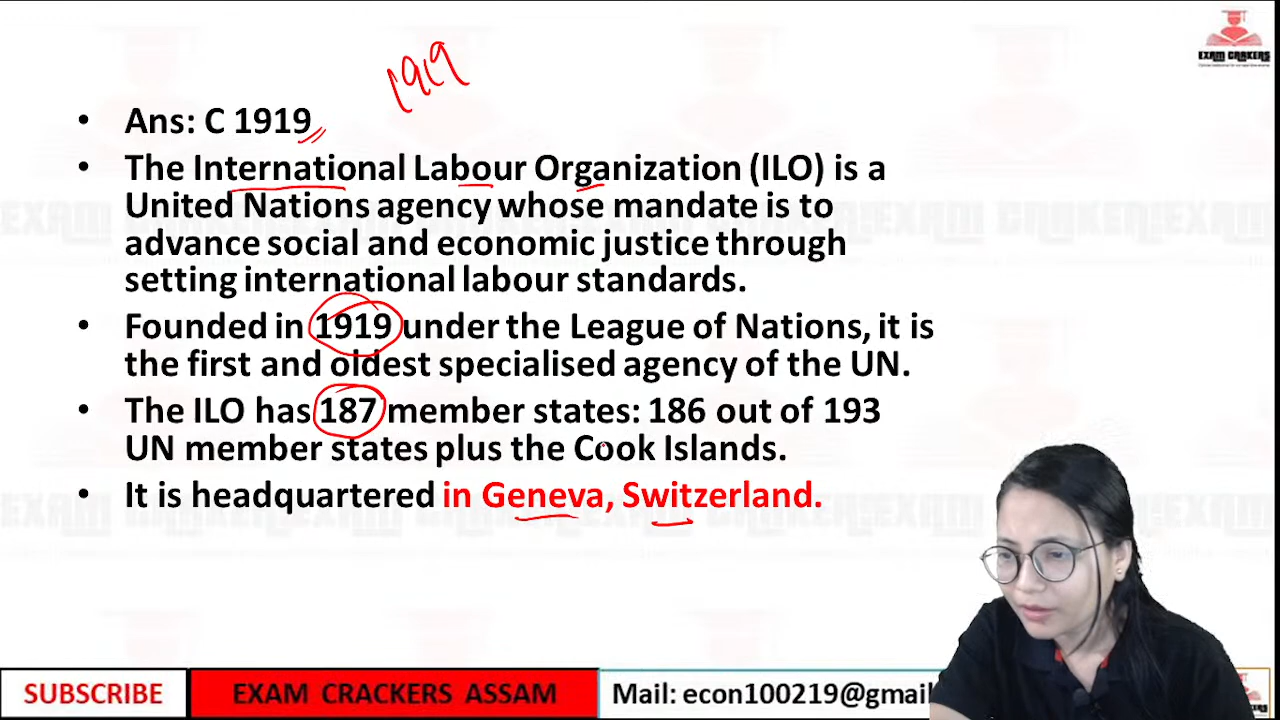 EXAM CRACKERS
1919
• Ans: C 1919
• The International Labour Organization (ILO) is a
United Nations agency whose mandate is to
advance social and economic justice through
setting international labour standards.
• Founded in 1919 under the League of Nations, it is
the first and oldest specialised agency of the UN.
• The ILO has 187 member states: 186 out of 193
UN member states plus the Cook Islands.
• It is headquartered in Geneva, Switzerland.
SUBSCRIBE
EXAM CRACKERS ASSAM
Mail: econ100219@gmail